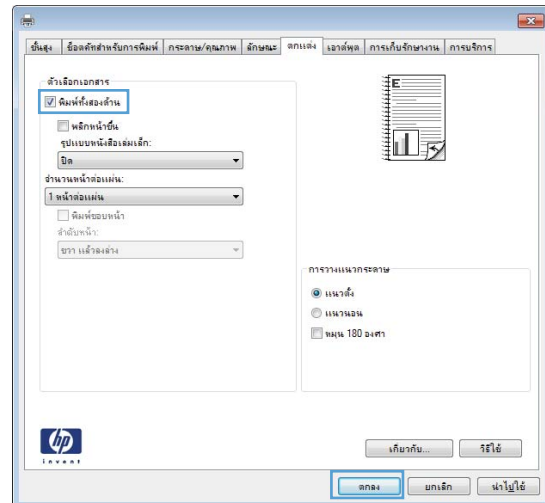 ขั้นสูง ช็อตคัทสำหรับการพิมพ์ กระดาษ/คุณภาพ ลักษณะ ตกแต่ง เอาต์พุต การเก็บรักษางาน การบริการ
ตัวเลือกเอกสาร
พิมพ์ทั้งสองด้าน
พลิกหน้าขึ้น
รูปแบบหนังสือเล่มเล็ก:
ปิด
จำนวนหน้าต่อแผ่น:
1 หน้าต่อแผ่น
พิมพ์ขอบหน้า
ลำดับหน้า:
ขวา แล้วลงล่าง
E
การวางแนวกระดาษ
แนวตั้ง
แนวนอน
หมุน 180 องศา
hp
invent
เกี่ยวกับ... วิธีใช้
ตกลง ยกเลิก นำไปใช้